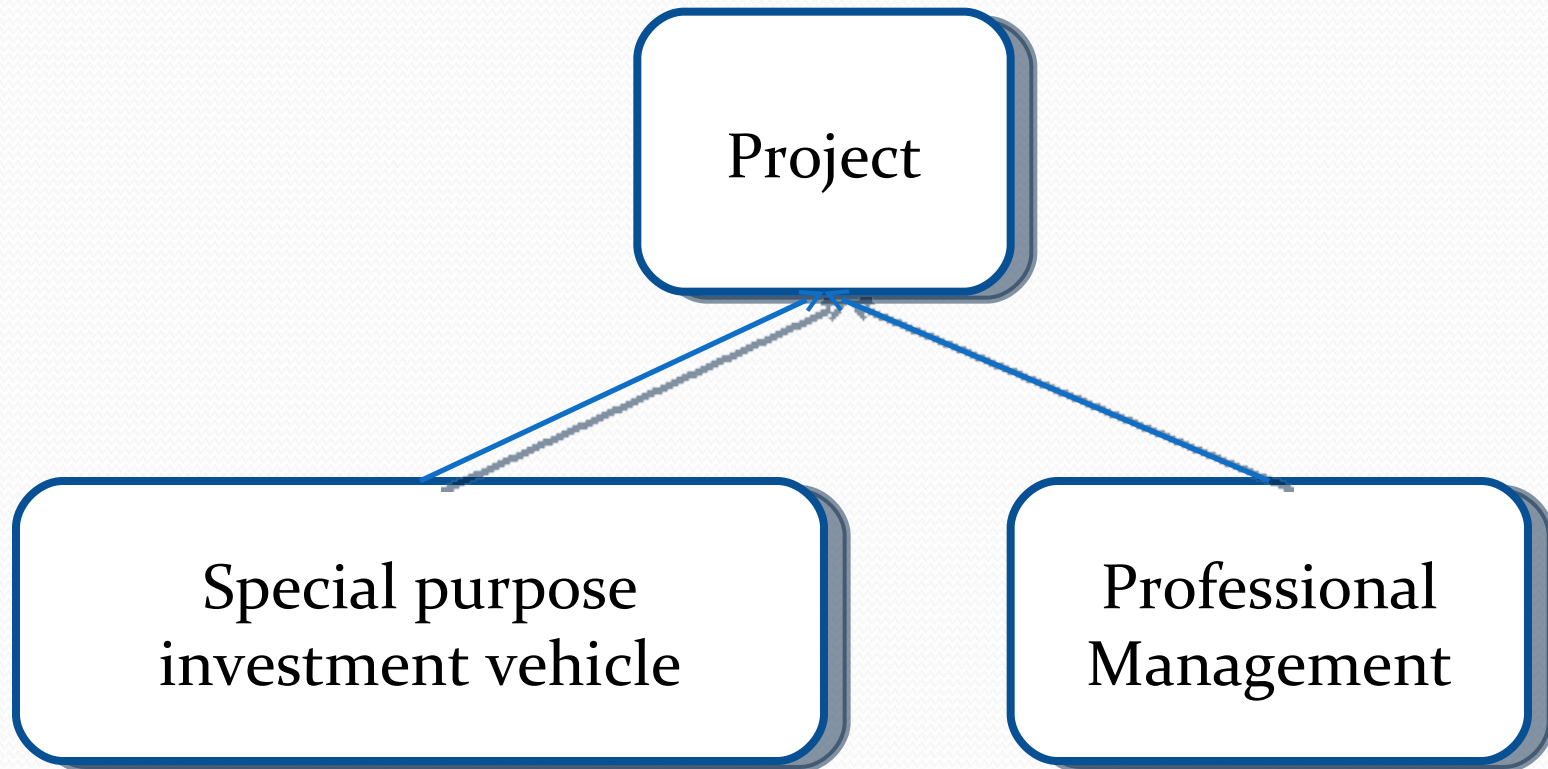 Project
Special purpose
investment vehicle
Professional
Management